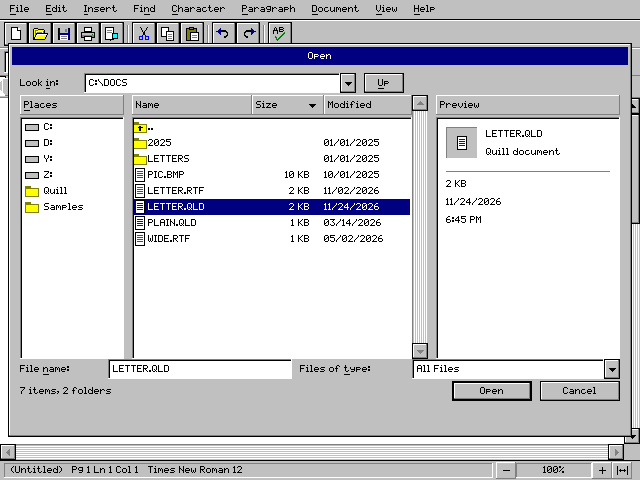 File Edit Insert Find Character Paragraph Document View Help
AB
Open
Look in: C:\DOCS Up
Places Name Size Modified Preview
C:
D:
Y:
Z:
Quill
Samples
..
2025 01/01/2025
LETTERS 01/01/2025
PIC.BMP 10 KB 10/01/2025
LETTER.RTF 2 KB 11/02/2026
LETTER.QLD 2 KB 11/24/2026
PLAIN.QLD 1 KB 03/14/2026
WIDE.RTF 1 KB 05/02/2026
LETTER.QLD
Quill document
2 KB
11/24/2026
6:45 PM
File name: LETTER.QLD Files of type: All Files
7 items, 2 folders Open Cancel
(Untitled) Pg 1 Ln 1 Col 1 Times New Roman 12 100%